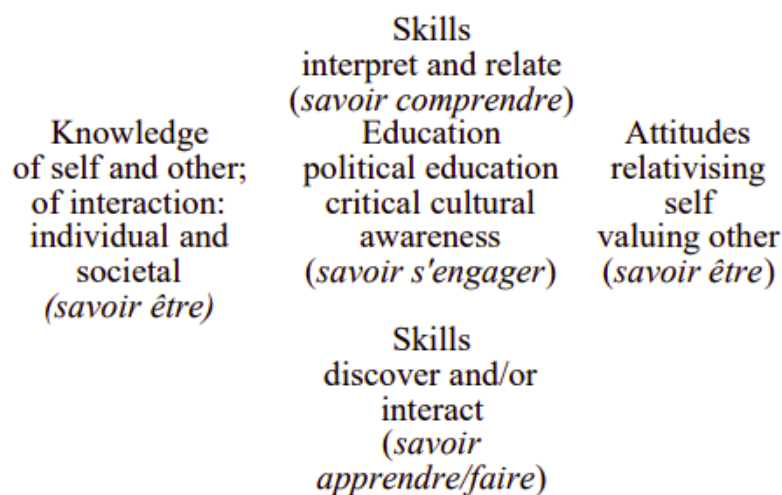 Skills
interpret and relate
(savoir comprendre)
Knowledge
of self and other;
of interaction:
individual and
societal
(savoir être)
Education
political education
critical cultural
awareness
(savoir s'engager)
Attitudes
relativising
self
valuing other
(savoir être)
Skills
discover and/or
interact
(savoir
apprendre/faire)